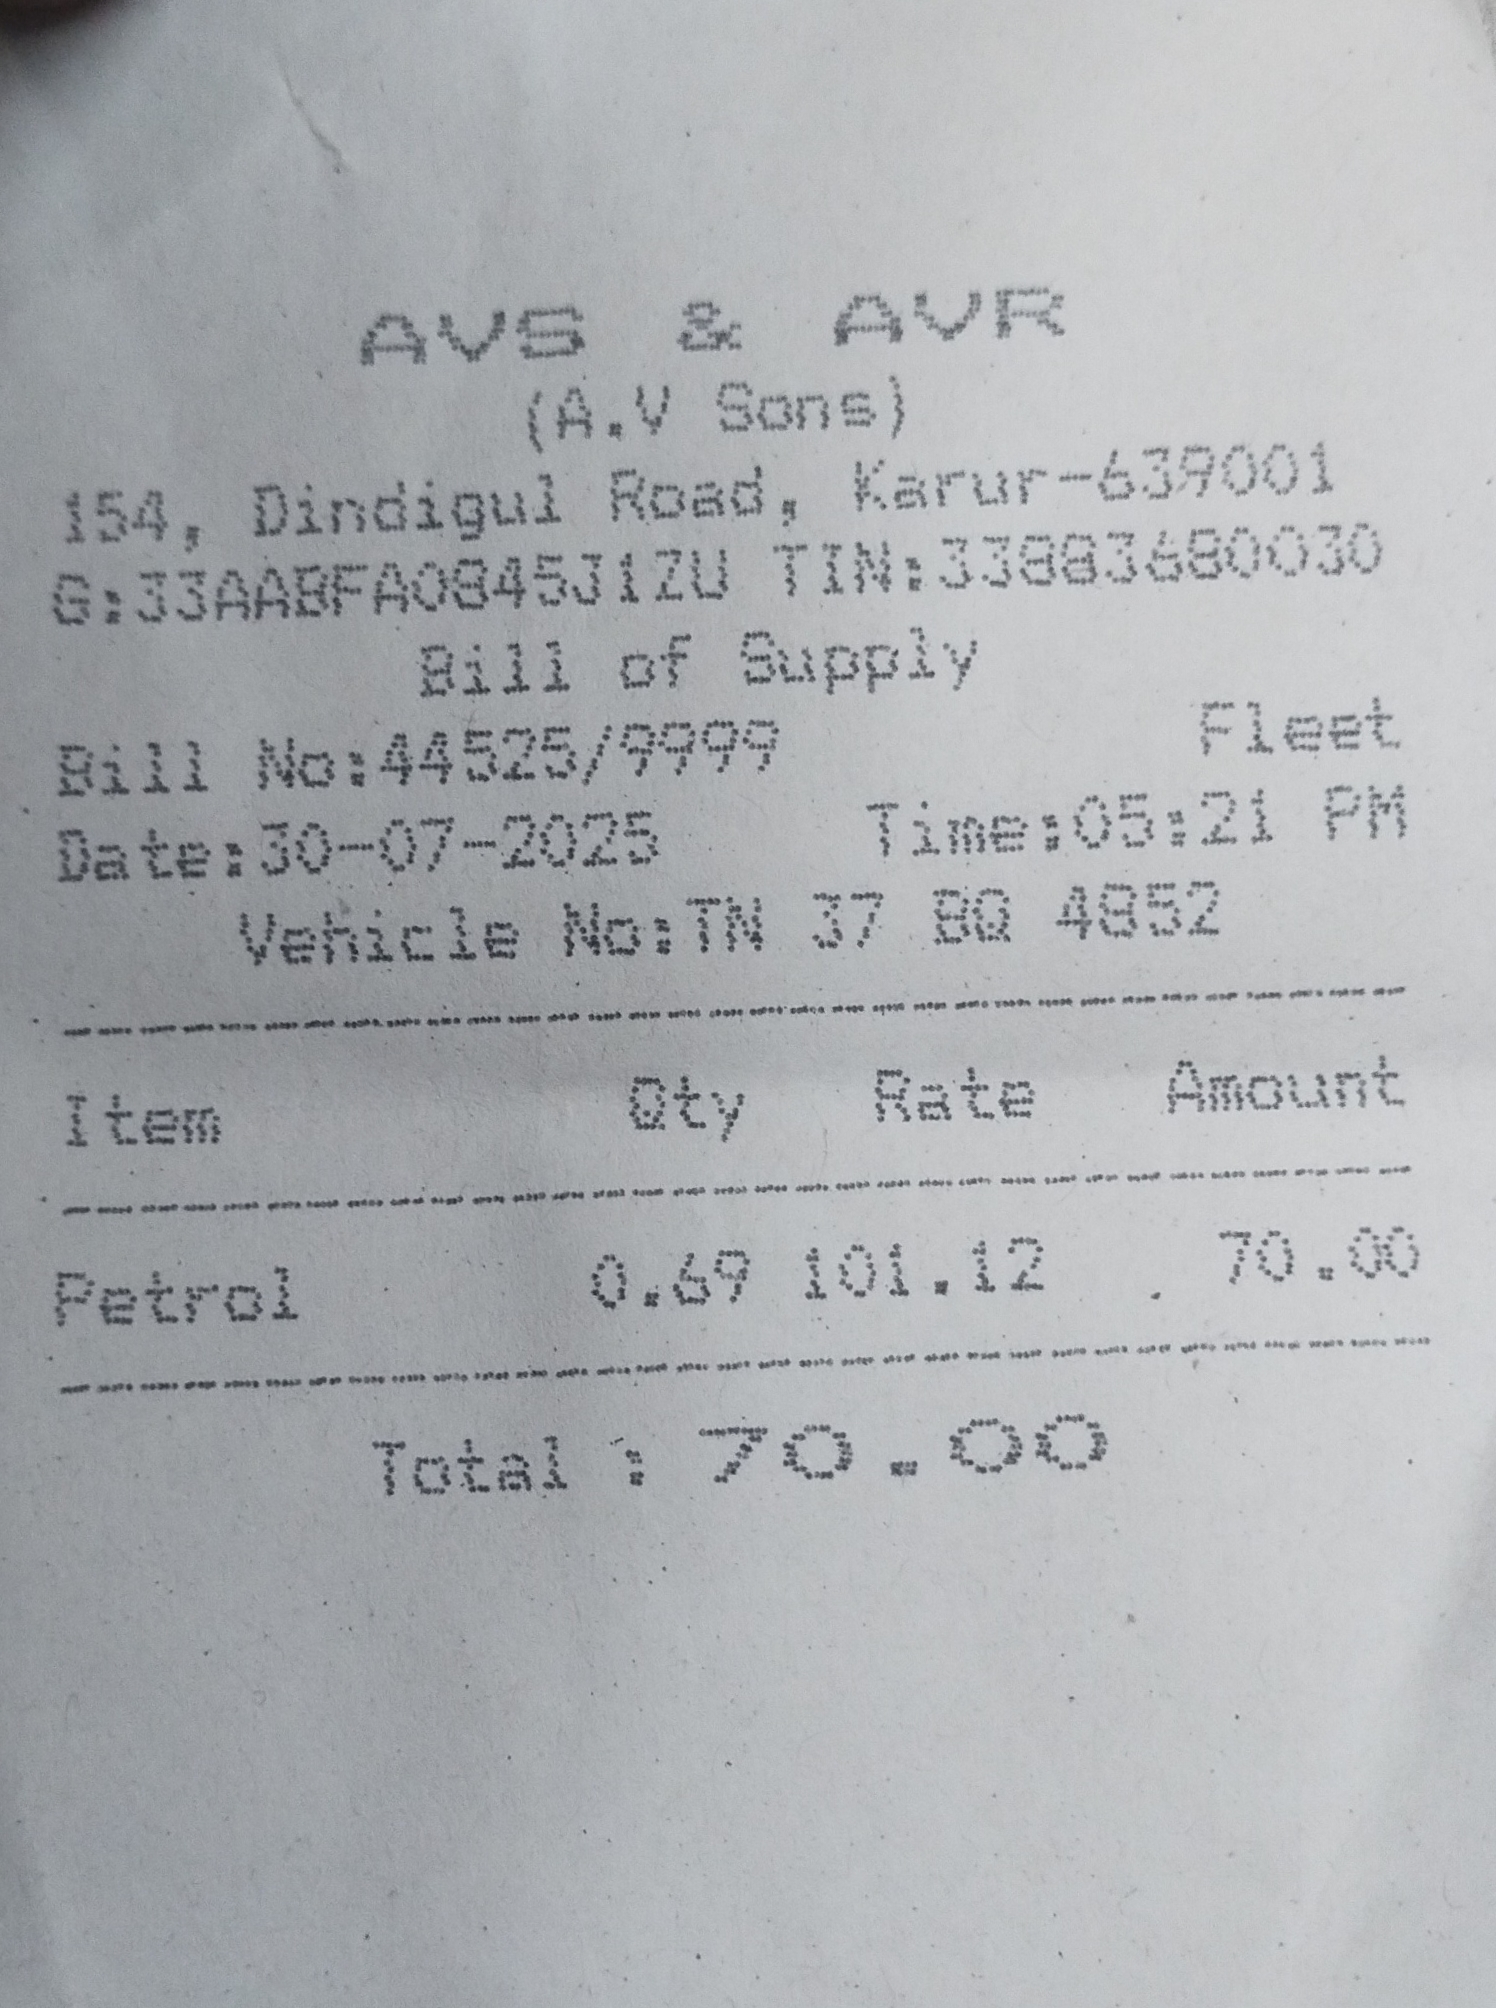 AVS & AVR
(A.V Sons)
154, Dindigul Road, Karur-639001
G:33AABFA0845J1ZU TIN:33883680030
Bill of Supply
Bill No:44525/9999 Fleet
Date:30-07-2025 Time:05:21 PM
Vehicle No:TN 37 BQ 4852
Item Qty Rate Amount
Petrol 0.69 101.12 70.00
Total : 70.00